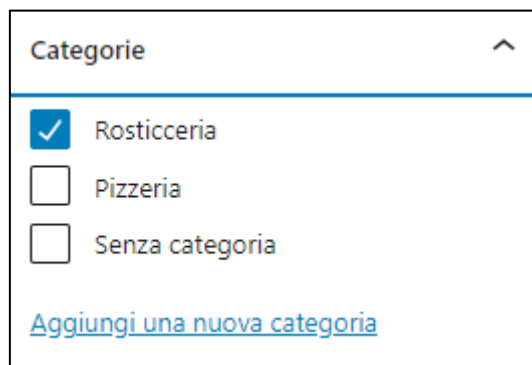 Categorie
Rosticceria
Pizzeria
Senza categoria
Aggiungi una nuova categoria